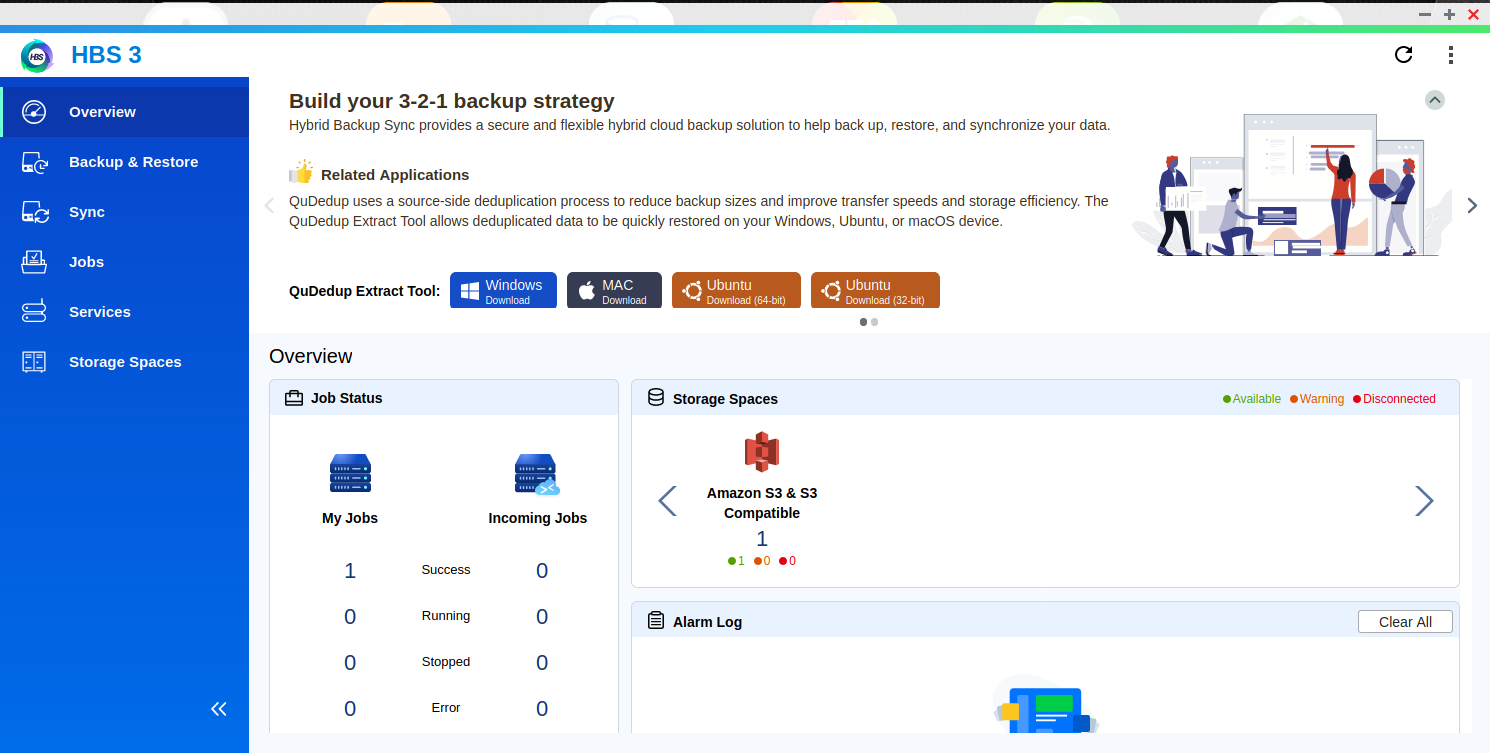 HBS
HBS 3
Overview
Backup & Restore
Sync
Jobs
Services
Storage Spaces
Build your 3-2-1 backup strategy
Hybrid Backup Sync provides a secure and flexible hybrid cloud backup solution to help back up, restore, and synchronize your data.
Related Applications
QuDedup uses a source-side deduplication process to reduce backup sizes and improve transfer speeds and storage efficiency. The
QuDedup Extract Tool allows deduplicated data to be quickly restored on your Windows, Ubuntu, or macOS device.
QuDedup Extract Tool:
Windows
Download
MAC
Download
Ubuntu
Download (64-bit)
Ubuntu
Download (32-bit)
Overview
Job Status
My Jobs Incoming Jobs
1 Success 0
0 Running 0
0 Stopped 0
0 Error 0
Storage Spaces
Available Warning Disconnected
Amazon S3 & S3
Compatible
1
1 0 0
Alarm Log
Clear All